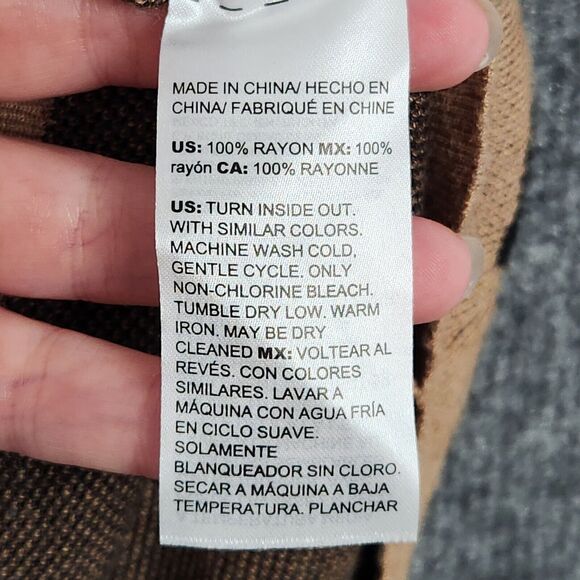 MADE IN CHINA/ HECHO EN
CHINA/ FABRIQUÉ EN CHINE
US: 100% RAYON MX: 100%
rayón CA: 100% RAYONNE
US: TURN INSIDE OUT.
WITH SIMILAR COLORS.
MACHINE WASH COLD,
GENTLE CYCLE. ONLY
NON-CHLORINE BLEACH.
TUMBLE DRY LOW. WARM
IRON. MAY BE DRY
CLEANED MX: VOLTEAR AL
REVÉS. CON COLORES
SIMILARES. LAVAR A
MÁQUINA CON AGUA FRÍA
EN CICLO SUAVE.
SOLAMENTE
BLANQUEADOR SIN CLORO.
SECAR A MÁQUINA A BAJA
TEMPERATURA. PLANCHAR